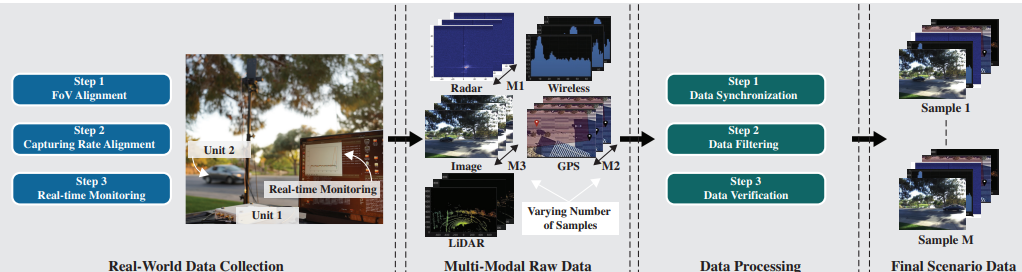 Step 1
FoV Alignment
Step 2
Capturing Rate Alignment
Step 3
Real-time Monitoring
Unit 2
Real-time Monitoring
Unit 1
Real-World Data Collection
Radar
M1
Wireless
Image
M3
GPS
M2
LiDAR
Varying Number
of Samples
Multi-Modal Raw Data
Step 1
Data Synchronization
Step 2
Data Filtering
Step 3
Data Verification
Data Processing
Sample 1
Sample M
Final Scenario Data